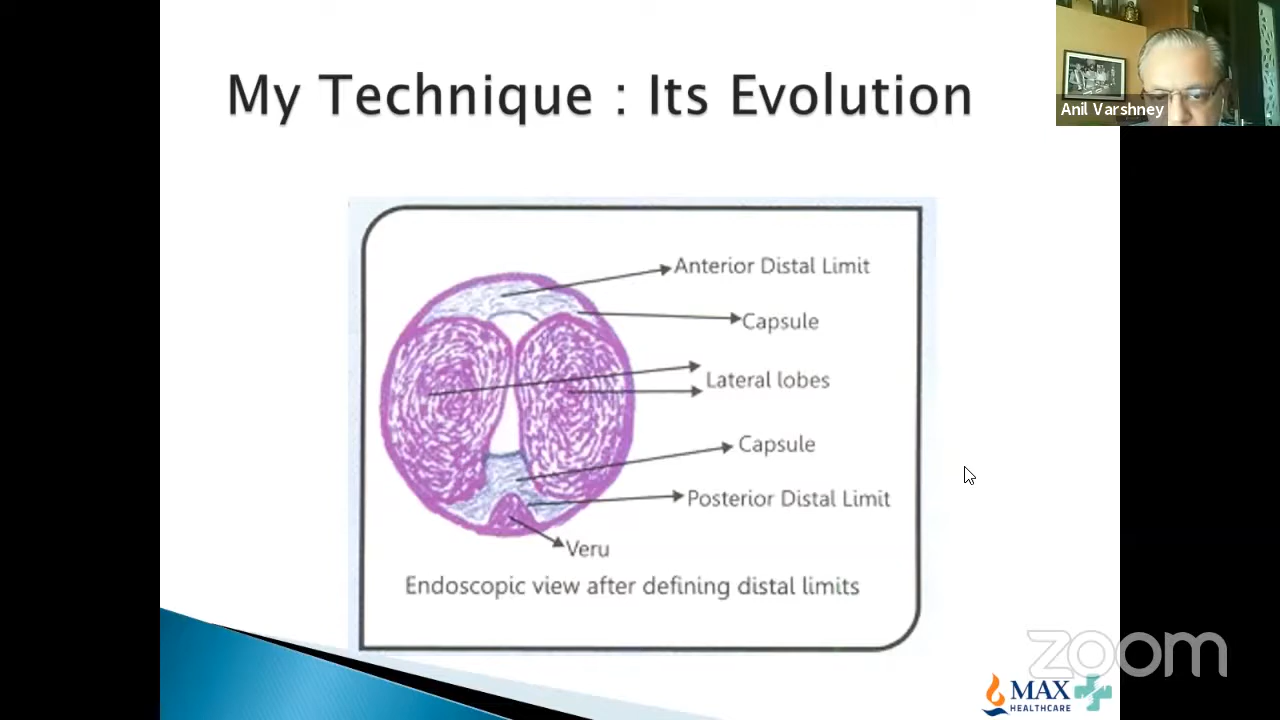 My Technique : Its Evolution
Anil Varshney
Anterior Distal Limit
Capsule
Lateral lobes
Capsule
Posterior Distal Limit
Veru
Endoscopic view after defining distal limits
zoom
MAX
HEALTHCARE